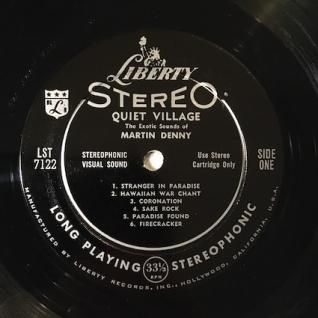 LIBERTY
STEREO
QUIET VILLAGE
The Exotic Sounds of
MARTIN DENNY
LST
7122
STEREOPHONIC
VISUAL SOUND
Use Stereo
Cartridge Only
SIDE
ONE
1. STRANGER IN PARADISE
2. HAWAIIAN WAR CHANT
3. CORONATION
4. SAKE ROCK
5. PARADISE FOUND
6. FIRECRACKER
LONG PLAYING 33⅓ RPM STEREOPHONIC
MANUFACTURED BY LIBERTY RECORDS, INC., HOLLYWOOD, CALIFORNIA, U.S.A.